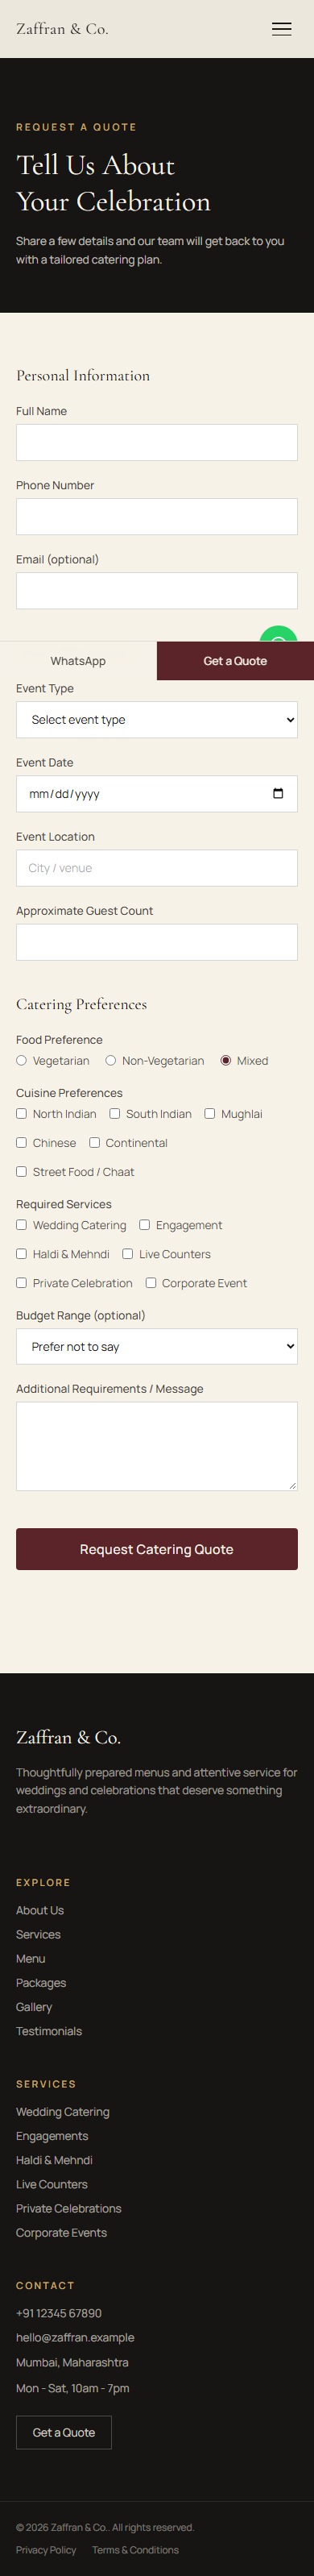 Zaffran & Co.
REQUEST A QUOTE
Tell Us About
Your Celebration
Share a few details and our team will get back to you
with a tailored catering plan.
Personal Information
Full Name
Phone Number
Email (optional)
WhatsApp
Get a Quote
Event Type
Select event type
Event Date
mm/dd/yyyy
Event Location
City / venue
Approximate Guest Count
Catering Preferences
Food Preference
Vegetarian Non-Vegetarian Mixed
Cuisine Preferences
North Indian South Indian Mughlai
Chinese Continental
Street Food / Chaat
Required Services
Wedding Catering Engagement
Haldi & Mehndi Live Counters
Private Celebration Corporate Event
Budget Range (optional)
Prefer not to say
Additional Requirements / Message
Request Catering Quote
Zaffran & Co.
Thoughtfully prepared menus and attentive service for
weddings and celebrations that deserve something
extraordinary.
EXPLORE
About Us
Services
Menu
Packages
Gallery
Testimonials
SERVICES
Wedding Catering
Engagements
Haldi & Mehndi
Live Counters
Private Celebrations
Corporate Events
CONTACT
+91 12345 67890
hello@zaffran.example
Mumbai, Maharashtra
Mon - Sat, 10am - 7pm
Get a Quote
© 2026 Zaffran & Co.. All rights reserved.
Privacy Policy Terms & Conditions